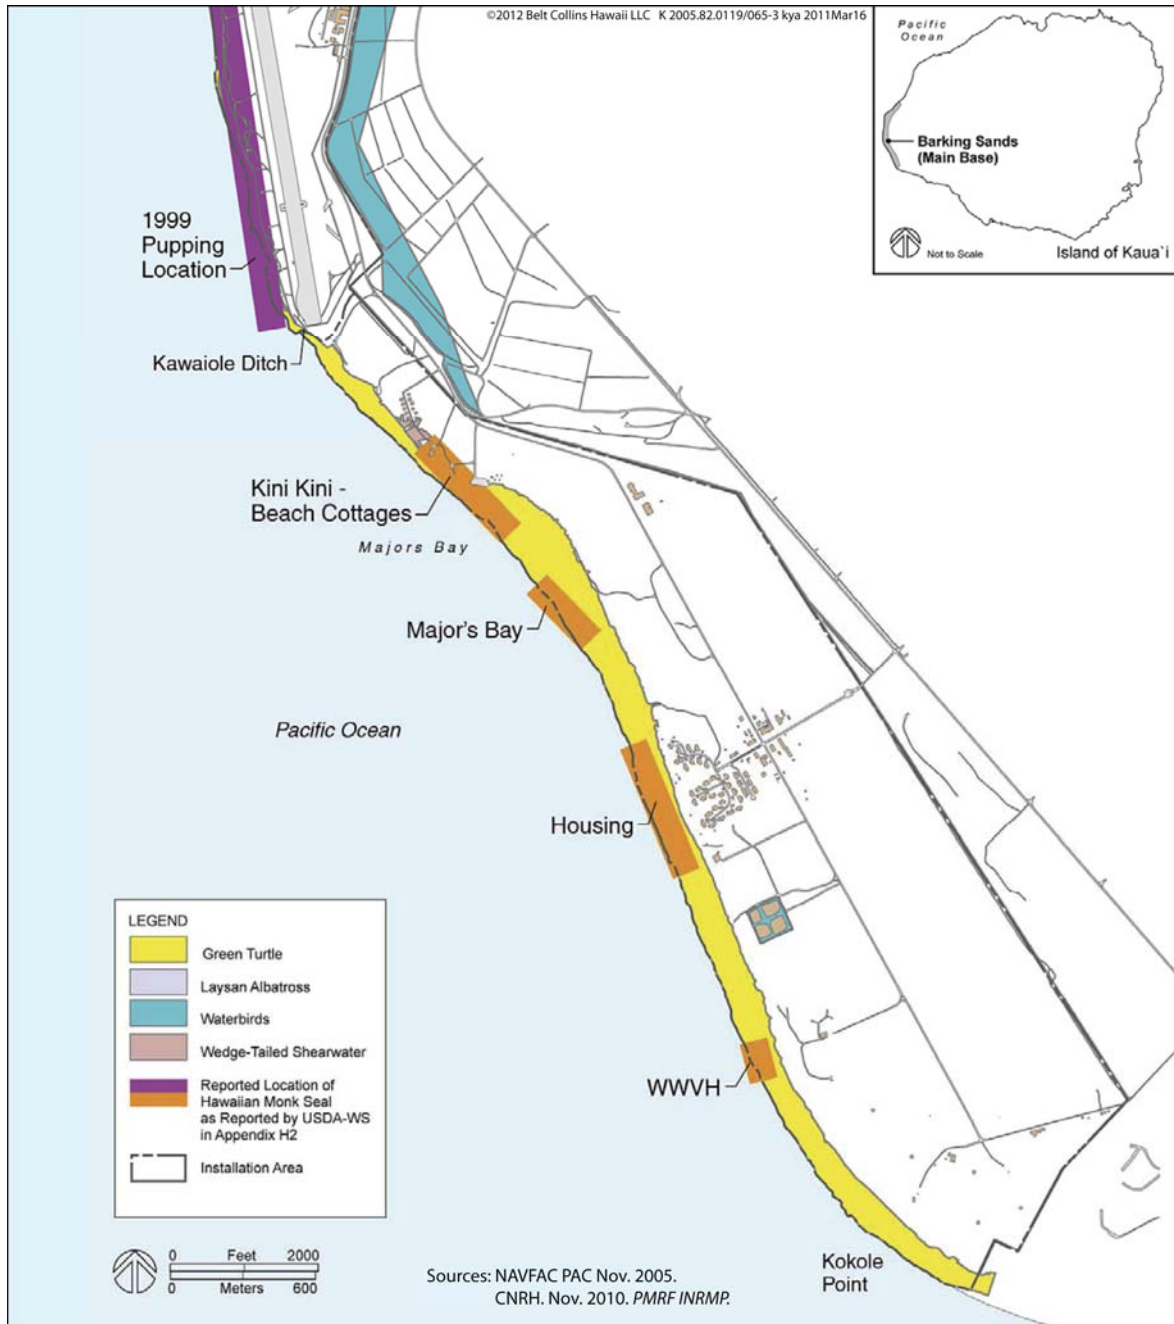 ©2012 Belt Collins Hawaii LLC K 2005.82.0119/065-3 kya 2011Mar16
Pacific
Ocean
Barking Sands
(Main Base)
Not to Scale
Island of Kaua`i
1999
Pupping
Location
Kawaiole Ditch
Kini Kini -
Beach Cottages
Majors Bay
Major's Bay
Pacific Ocean
Housing
WWVH
Kokole
Point
LEGEND
Green Turtle
Laysan Albatross
Waterbirds
Wedge-Tailed Shearwater
Reported Location of
Hawaiian Monk Seal
as Reported by USDA-WS
in Appendix H2
Installation Area
0 Feet 2000
0 Meters 600
Sources: NAVFAC PAC Nov. 2005.
CNRH. Nov. 2010. PMRF INRMP.